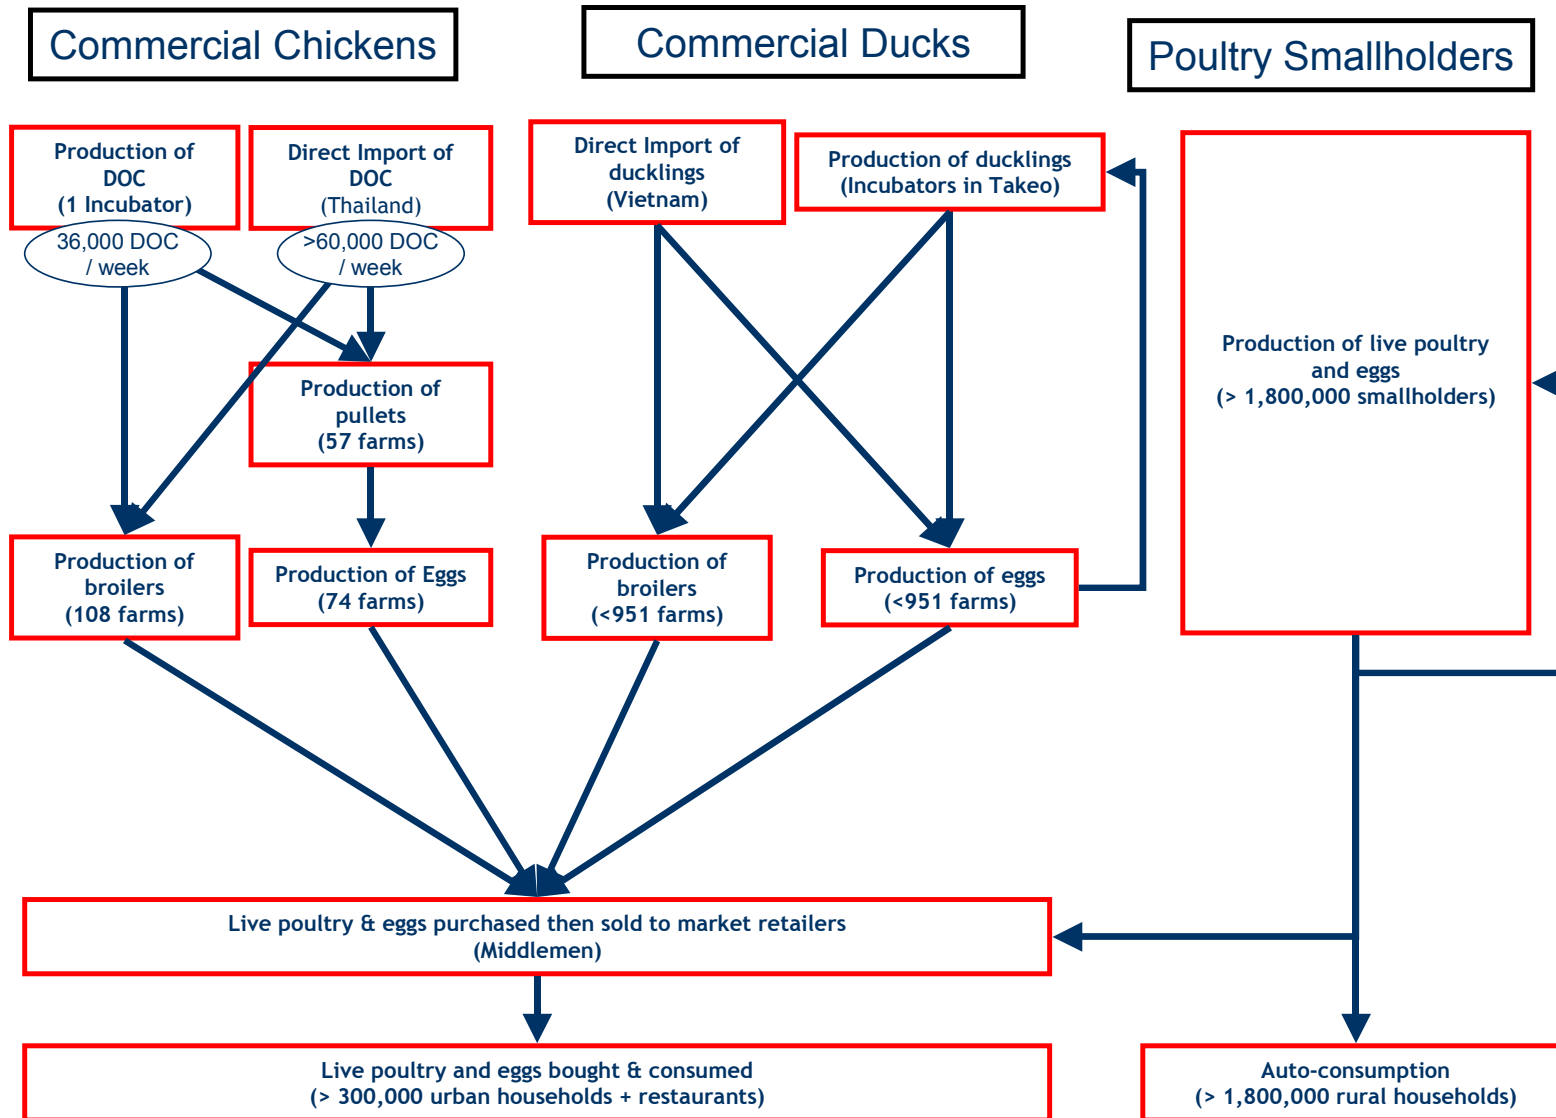 Commercial Chickens
Commercial Ducks
Poultry Smallholders
Production of
DOC
(1 Incubator)
36,000 DOC
/ week
Direct Import of
DOC
(Thailand)
>60,000 DOC
/ week
Direct Import of
ducklings
(Vietnam)
Production of ducklings
(Incubators in Takeo)
Production of live poultry
and eggs
(> 1,800,000 smallholders)
Production of
pullets
(57 farms)
Production of
broilers
(108 farms)
Production of Eggs
(74 farms)
Production of
broilers
(<951 farms)
Production of eggs
(<951 farms)
Live poultry & eggs purchased then sold to market retailers
(Middlemen)
Live poultry and eggs bought & consumed
(> 300,000 urban households + restaurants)
Auto-consumption
(> 1,800,000 rural households)